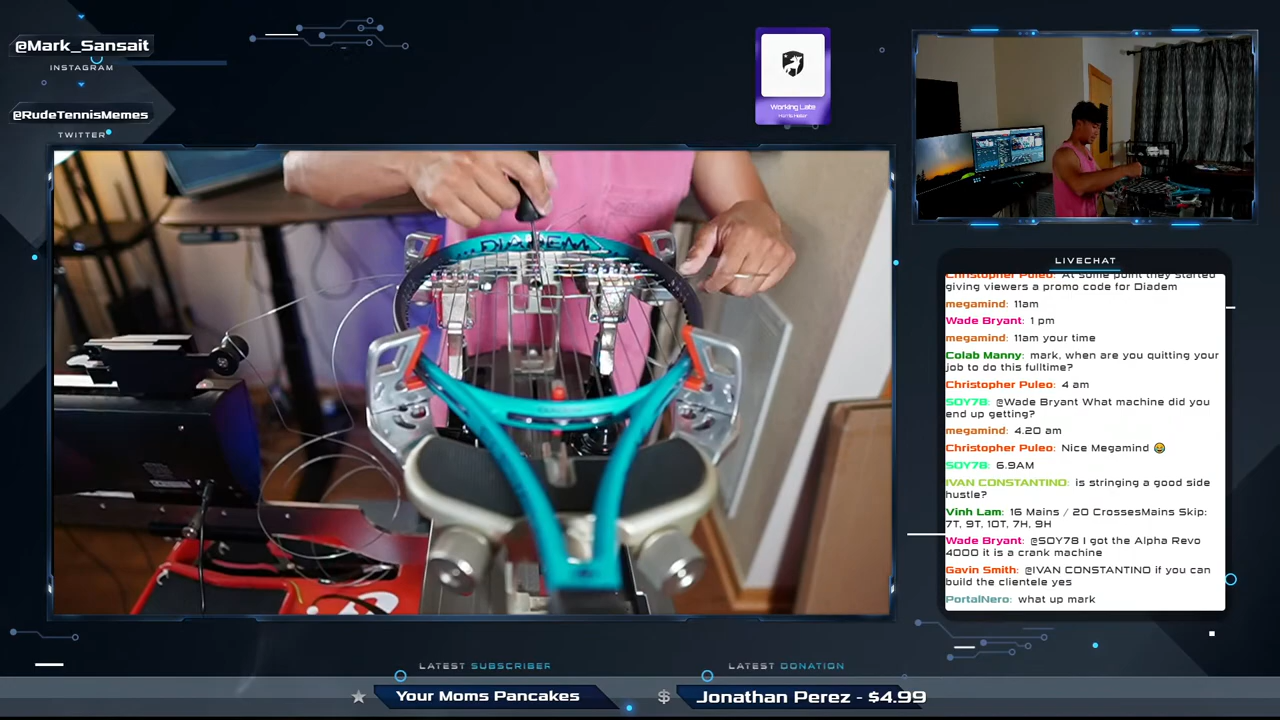 @Mark_Sansait
INSTAGRAM
@RudeTennisMemes
TWITTER
Working Late
DIADEM
LIVECHAT
Christopher Puleo: At some point they started
giving viewers a promo code for Diadem
megamind: 11am
Wade Bryant: 1 pm
megamind: 11am your time
Colab Manny: mark, when are you quitting your
job to do this fulltime?
Christopher Puleo: 4 am
SOY78: @Wade Bryant What machine did you
end up getting?
megamind: 4.20 am
Christopher Puleo: Nice Megamind 😅
SOY78: 6.9AM
IVAN CONSTANTINO: is stringing a good side
hustle?
Vinh Lam: 16 Mains / 20 CrossesMains Skip:
7T, 9T, 10T, 7H, 9H
Wade Bryant: @SOY78 I got the Alpha Revo
4000 it is a crank machine
Gavin Smith: @IVAN CONSTANTINO if you can
build the clientele yes
PortalNero: what up mark
LATEST SUBSCRIBER
Your Moms Pancakes
LATEST DONATION
$ Jonathan Perez - $4.99